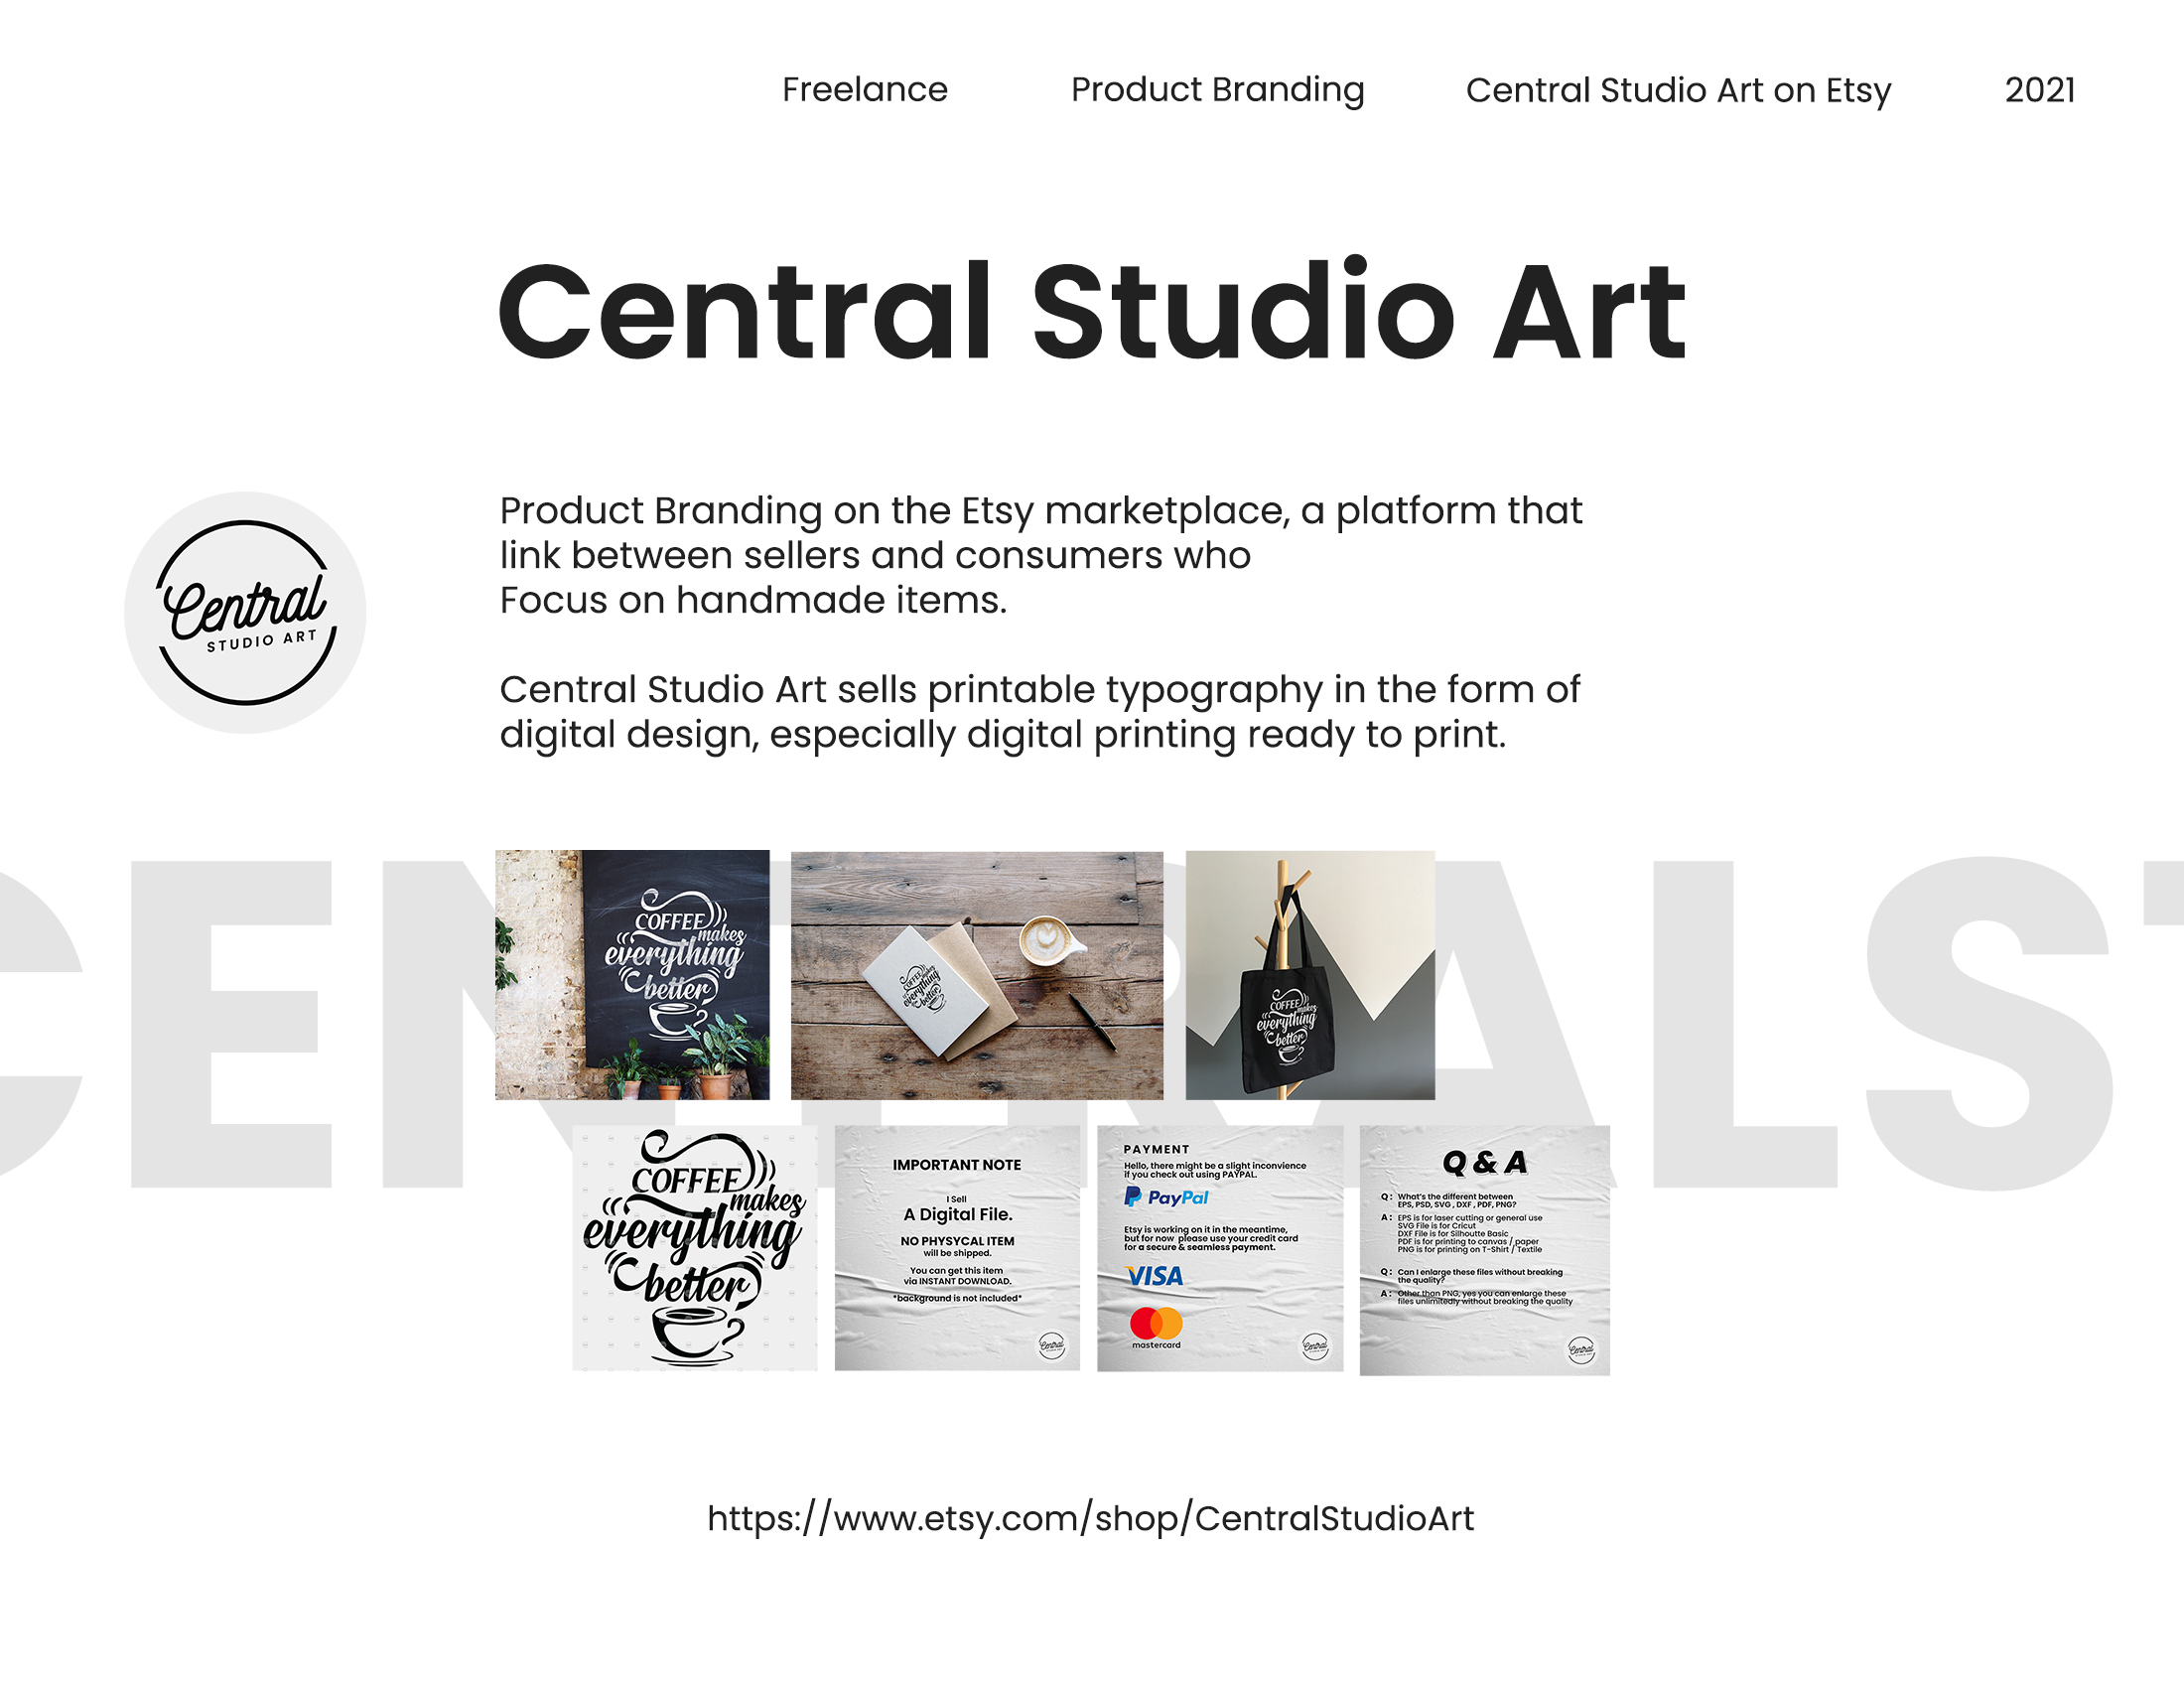 Freelance
Product Branding
Central Studio Art on Etsy
2021
Central Studio Art
Central
STUDIO ART
Product Branding on the Etsy marketplace, a platform that
link between sellers and consumers who
Focus on handmade items.
Central Studio Art sells printable typography in the form of
digital design, especially digital printing ready to print.
CENTRALST
COFFEE
makes
everything
better
COFFEE
makes
everything
better
COFFEE
makes
everything
better
COFFEE
makes
everything
better
IMPORTANT NOTE
I Sell
A Digital File.
NO PHYSYCAL ITEM
will be shipped.
You can get this item
via INSTANT DOWNLOAD.
*background is not included*
Central
STUDIO ART
PAYMENT
Hello, there might be a slight inconvience
if you check out using PAYPAL.
PayPal
Etsy is working on it in the meantime,
but for now please use your credit card
for a secure & seamless payment.
VISA
mastercard
Central
STUDIO ART
Q & A
Q : What's the different between
EPS, PSD, SVG , DXF , PDF, PNG?
A : EPS is for laser cutting or general use
SVG File is for Cricut
DXF File is for Silhoutte Basic
PDF is for printing to canvas / paper
PNG is for printing on T-Shirt / Textile
Q : Can I enlarge these files without breaking
the quality?
A : Other than PNG, yes you can enlarge these
files unlimitedly without breaking the quality
Central
STUDIO ART
https://www.etsy.com/shop/CentralStudioArt